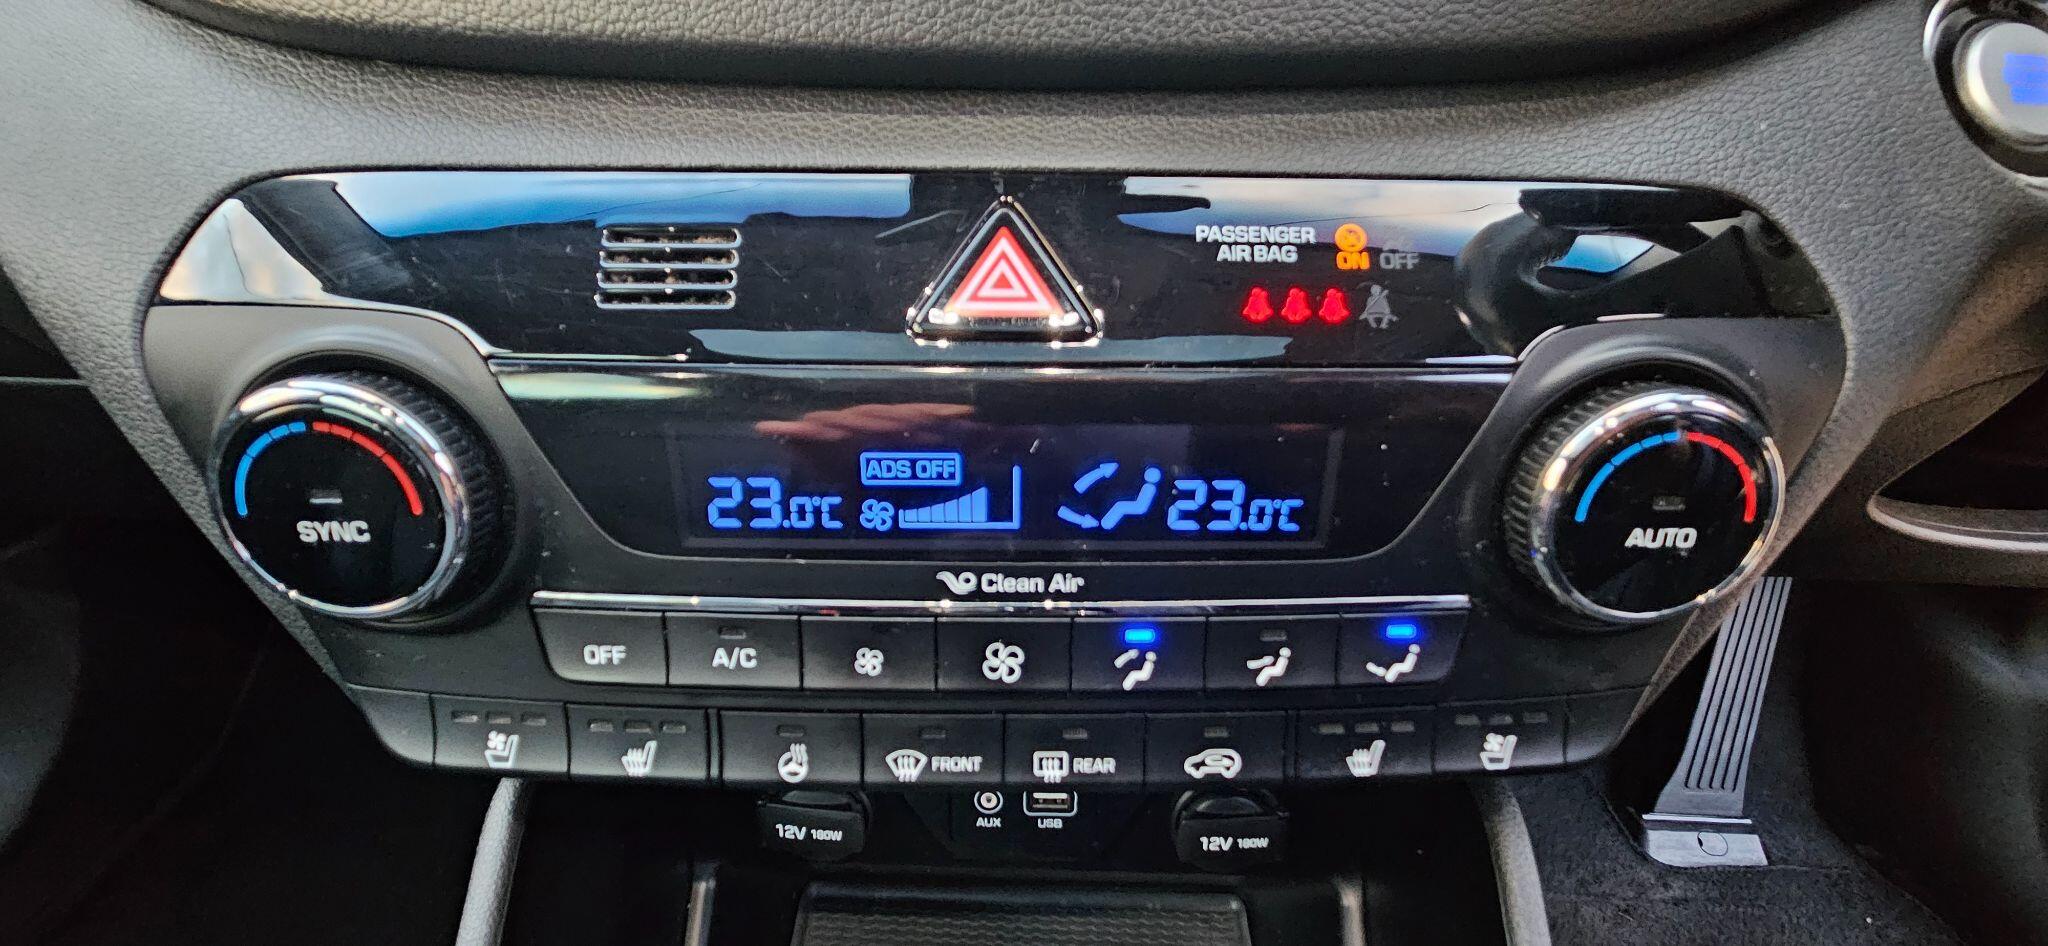 PASSENGER
AIR BAG
ON OFF
SYNC
ADS OFF
23.0°C
23.0°C
AUTO
Clean Air
OFF
A/C
FRONT
REAR
12V 180W
AUX
USB
12V 180W